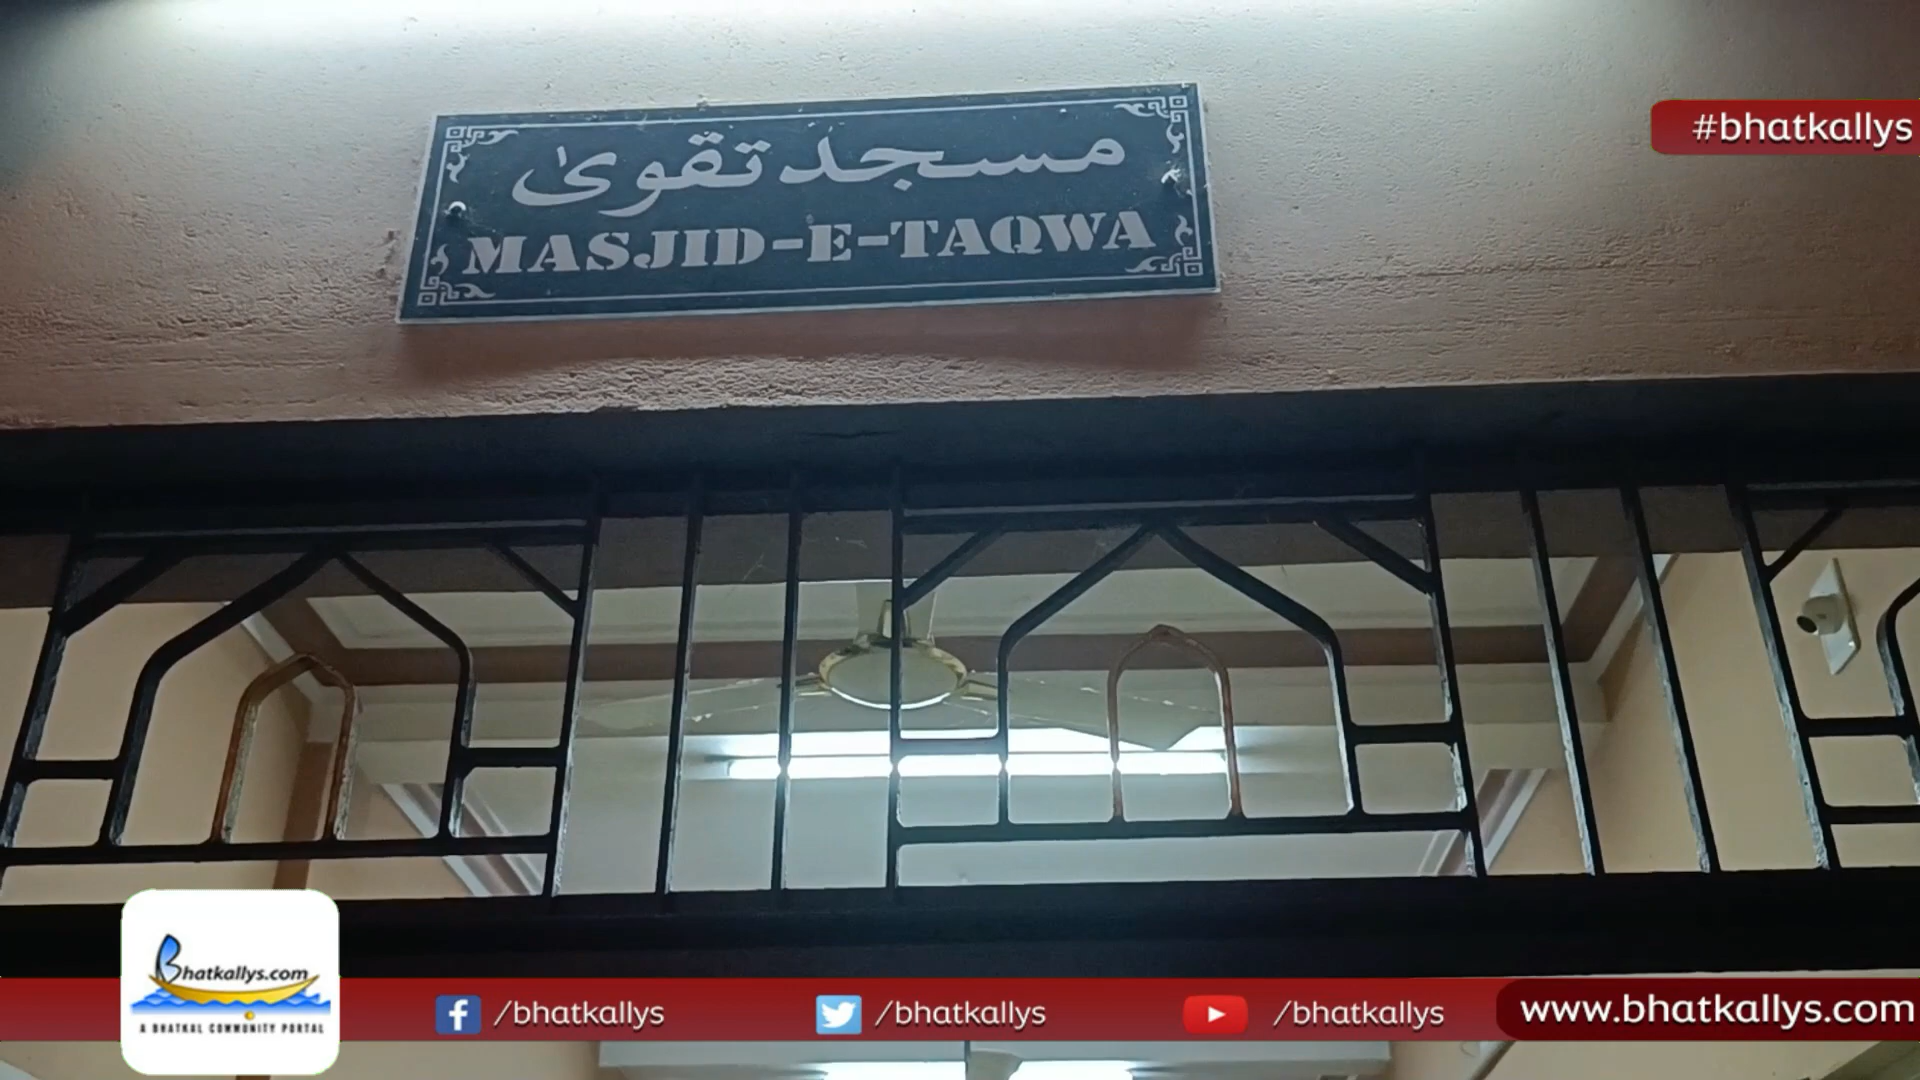 #bhatkallys
مسجد تقویٰ
MASJID-E-TAQWA
Bhatkallys.com
A BHATKAL COMMUNITY PORTAL
/bhatkallys
/bhatkallys
/bhatkallys
www.bhatkallys.com